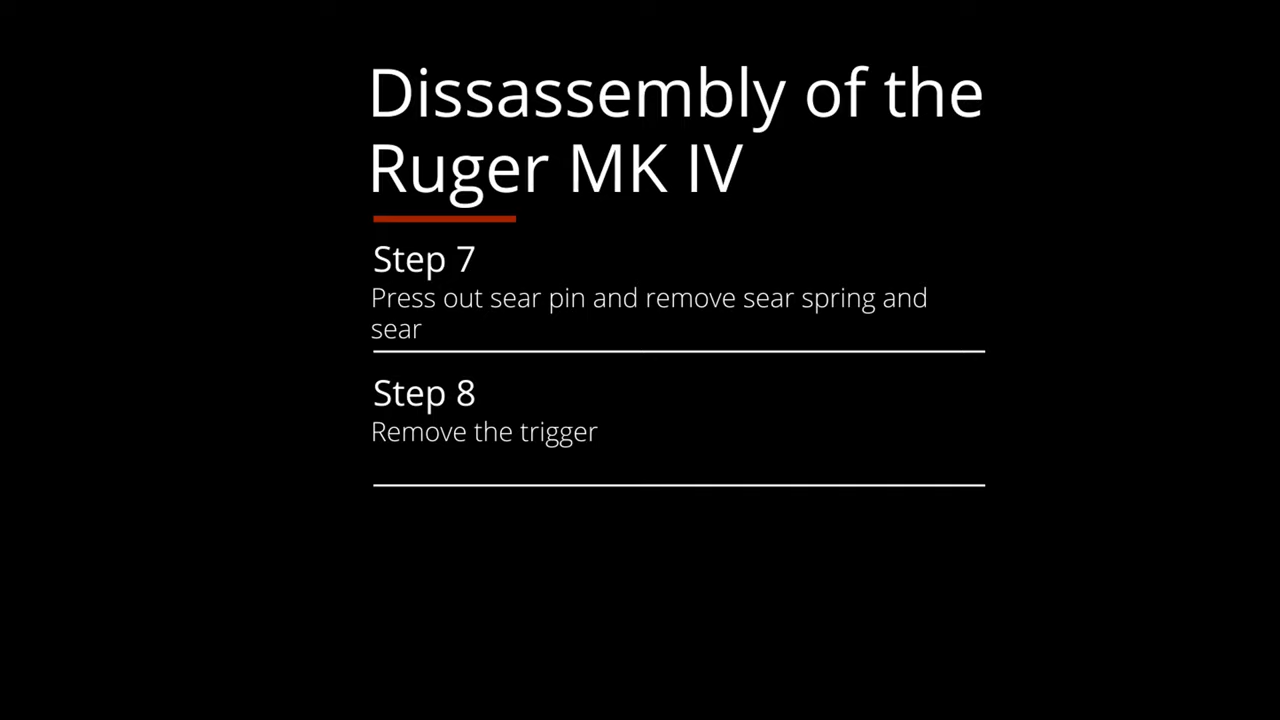 Dissassembly of the
Ruger MK IV
Step 7
Press out sear pin and remove sear spring and
sear
Step 8
Remove the trigger